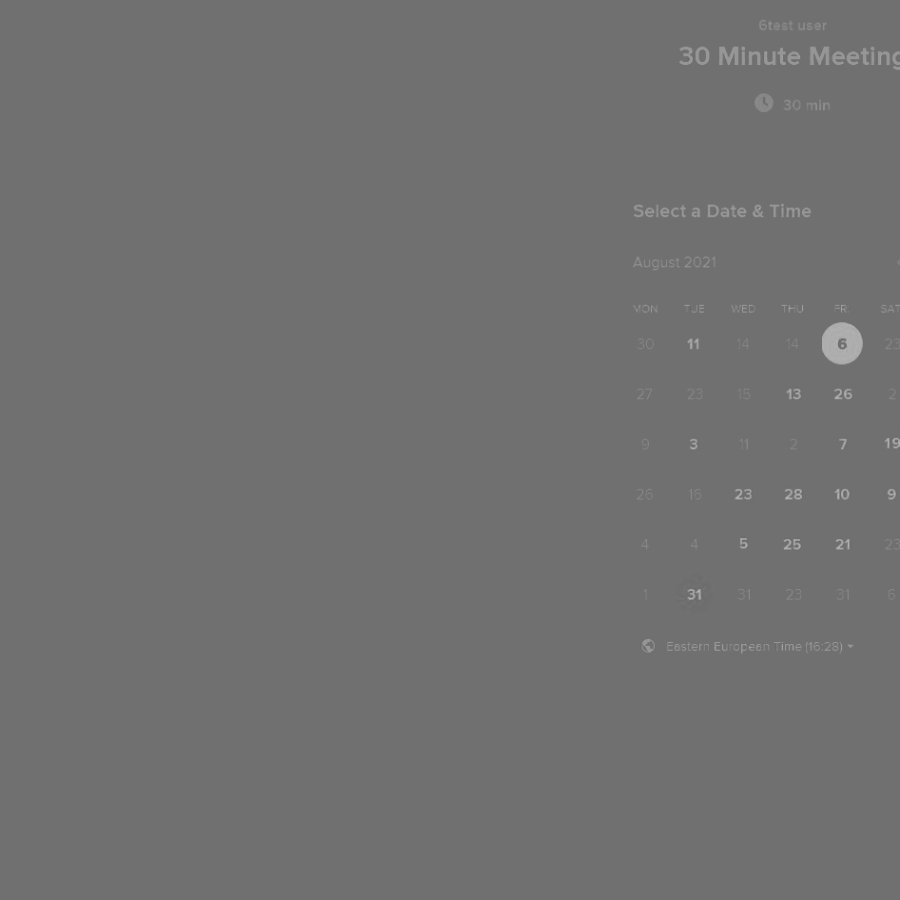 6test user
30 Minute Meeting
30 min
Select a Date & Time
August 2021
MON TUE WED THU FRI SAT
30 11 14 14 6 23
27 23 15 13 26 2
9 3 11 2 7 19
26 15 23 28 10 9
4 4 5 25 21 23
1 31 31 23 31 6
Eastern European Time (16:28)